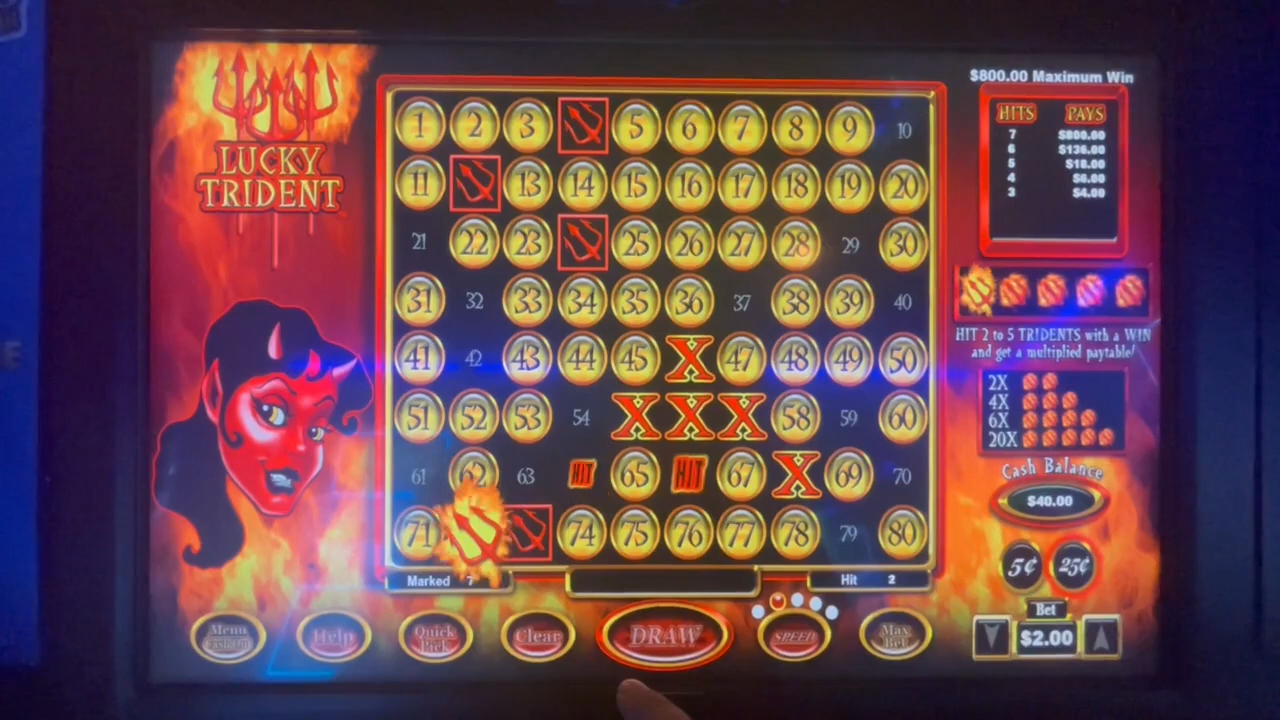 $800.00 Maximum Win
LUCKY
TRIDENT
HITS PAYS
7 $800.00
6 $136.00
5 $18.00
4 $6.00
3 $4.00
1 2 3 5 6 7 8 9 10
11 13 14 15 16 17 18 19 20
21 22 23 25 26 27 28 29 30
31 32 33 34 35 36 37 38 39 40
41 42 43 44 45 X 47 48 49 50
51 52 53 54 X X X 58 59 60
61 62 63 HIT 65 HIT 67 X 69 70
71 74 75 76 77 78 79 80
HIT 2 to 5 TRIDENTS with a WIN
and get a multiplied paytable!
2X
4X
6X
20X
Cash Balance
$40.00
5¢ 25¢
Marked 7
Hit 2
Bet
$2.00
Menu
Help
Quick
Pick
Clear
DRAW
SPEED
Max
Bet